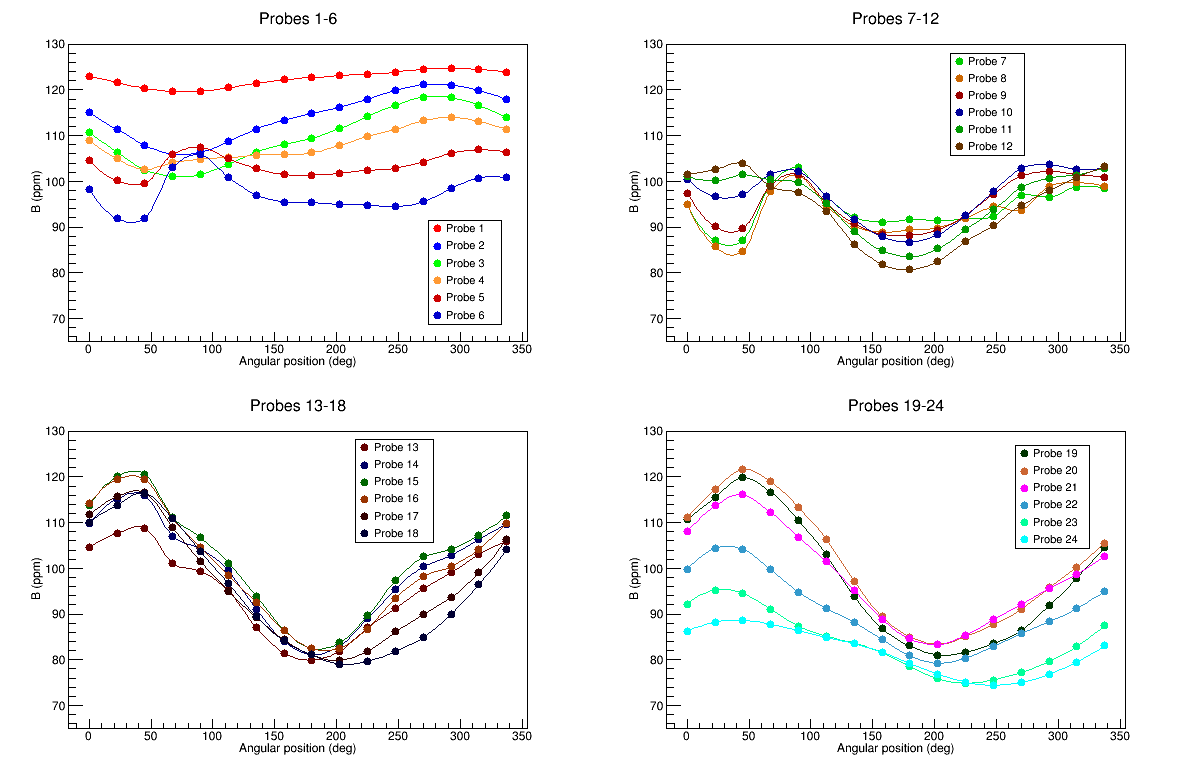 Probes 1-6
130
120
110
100
90
80
70
B (ppm)
Probe 1
Probe 2
Probe 3
Probe 4
Probe 5
Probe 6
0 50 100 150 200 250 300 350
Angular position (deg)
Probes 7-12
130
120
110
100
90
80
70
B (ppm)
Probe 7
Probe 8
Probe 9
Probe 10
Probe 11
Probe 12
0 50 100 150 200 250 300 350
Angular position (deg)
Probes 13-18
130
120
110
100
90
80
70
B (ppm)
Probe 13
Probe 14
Probe 15
Probe 16
Probe 17
Probe 18
0 50 100 150 200 250 300 350
Angular position (deg)
Probes 19-24
130
120
110
100
90
80
70
B (ppm)
Probe 19
Probe 20
Probe 21
Probe 22
Probe 23
Probe 24
0 50 100 150 200 250 300 350
Angular position (deg)